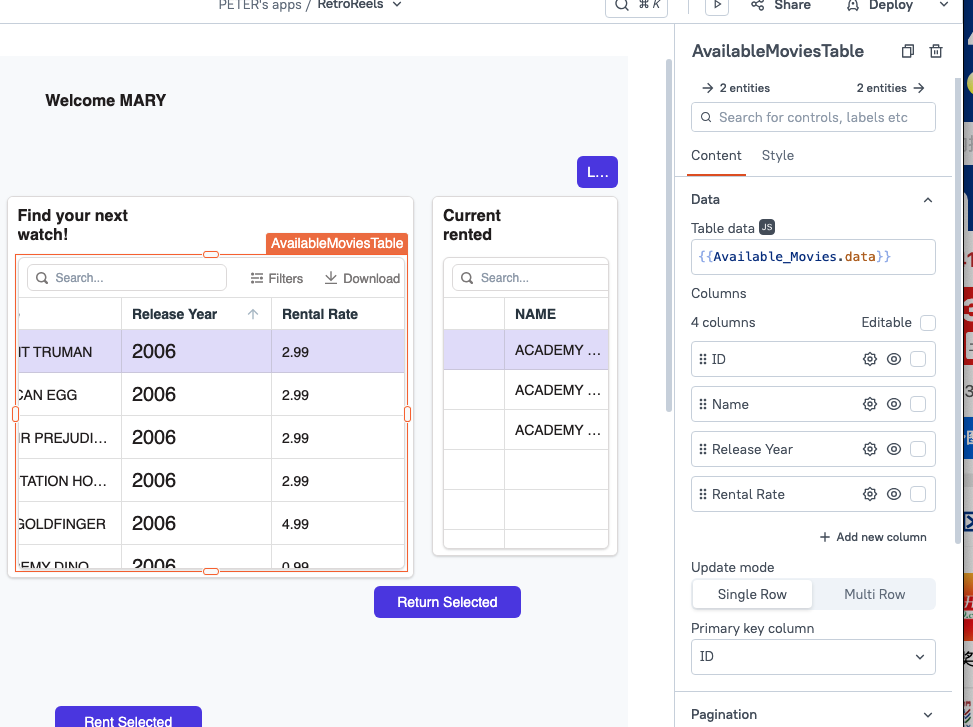 PETER's apps / RetroReels
⌘ K
Share
Deploy
Welcome MARY
L...
Find your next
watch!
AvailableMoviesTable
Search...
Filters
Download
Release Year
Rental Rate
IT TRUMAN
2006
2.99
CAN EGG
2006
2.99
IR PREJUDI...
2006
2.99
TATION HO...
2006
2.99
GOLDFINGER
2006
4.99
EMY DINO
2006
0.99
Current
rented
Search...
NAME
ACADEMY ...
ACADEMY ...
ACADEMY ...
Return Selected
Rent Selected
AvailableMoviesTable
2 entities
2 entities
Search for controls, labels etc
Content
Style
Data
Table data JS
{{Available_Movies.data}}
Columns
4 columns
Editable
ID
Name
Release Year
Rental Rate
Add new column
Update mode
Single Row
Multi Row
Primary key column
ID
Pagination